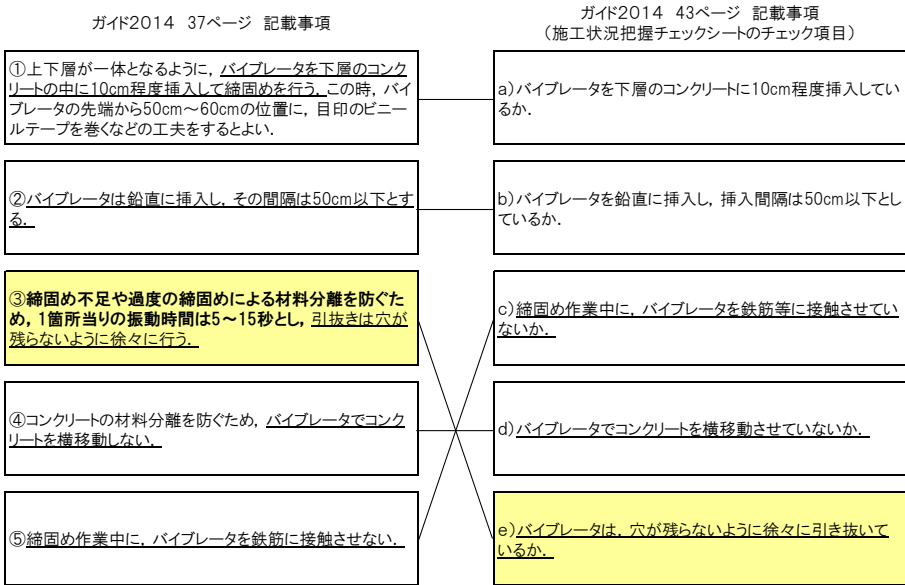 ガイド2014 37ページ 記載事項
①上下層が一体となるように，バイブレータを下層のコンク
リートの中に10cm程度挿入して締固めを行う．この時，バイ
ブレータの先端から50cm～60cmの位置に，目印のビニー
ルテープを巻くなどの工夫をするとよい．
②バイブレータは鉛直に挿入し，その間隔は50cm以下とす
る．
③締固め不足や過度の締固めによる材料分離を防ぐた
め，1箇所当りの振動時間は5～15秒とし，引抜きは穴が
残らないように徐々に行う．
④コンクリートの材料分離を防ぐため，バイブレータでコンク
リートを横移動しない．
⑤締固め作業中に，バイブレータを鉄筋に接触させない．
ガイド2014 43ページ 記載事項
（施工状況把握チェックシートのチェック項目）
a)バイブレータを下層のコンクリートに10cm程度挿入してい
るか．
b)バイブレータを鉛直に挿入し，挿入間隔は50cm以下とし
ているか．
c)締固め作業中に，バイブレータを鉄筋等に接触させてい
ないか．
d)バイブレータでコンクリートを横移動させていないか．
e)バイブレータは，穴が残らないように徐々に引き抜いて
いるか．